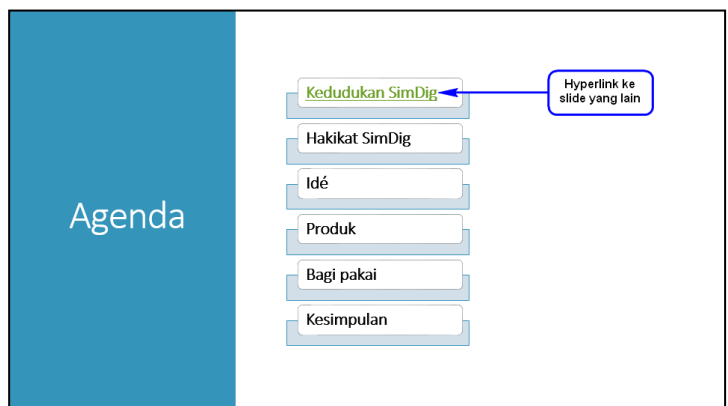 Agenda
Kedudukan SimDig
Hyperlink ke
slide yang lain
Hakikat SimDig
Idé
Produk
Bagi pakai
Kesimpulan